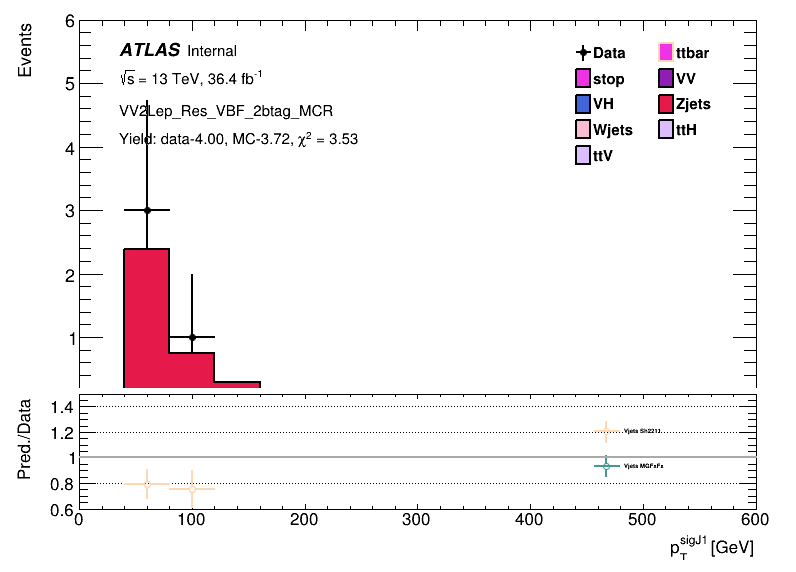 Events
6
5
4
3
2
1
ATLAS Internal
√s = 13 TeV, 36.4 fb⁻¹
VV2Lep_Res_VBF_2btag_MCR
Yield: data-4.00, MC-3.72, χ² = 3.53
Data
ttbar
stop
VV
VH
Zjets
Wjets
ttH
ttV
Pred./Data
1.4
1.2
1
0.8
0.6
Vjets Sh2211
Vjets MGFxFx
0 100 200 300 400 500 600
p_T^sigJ1 [GeV]